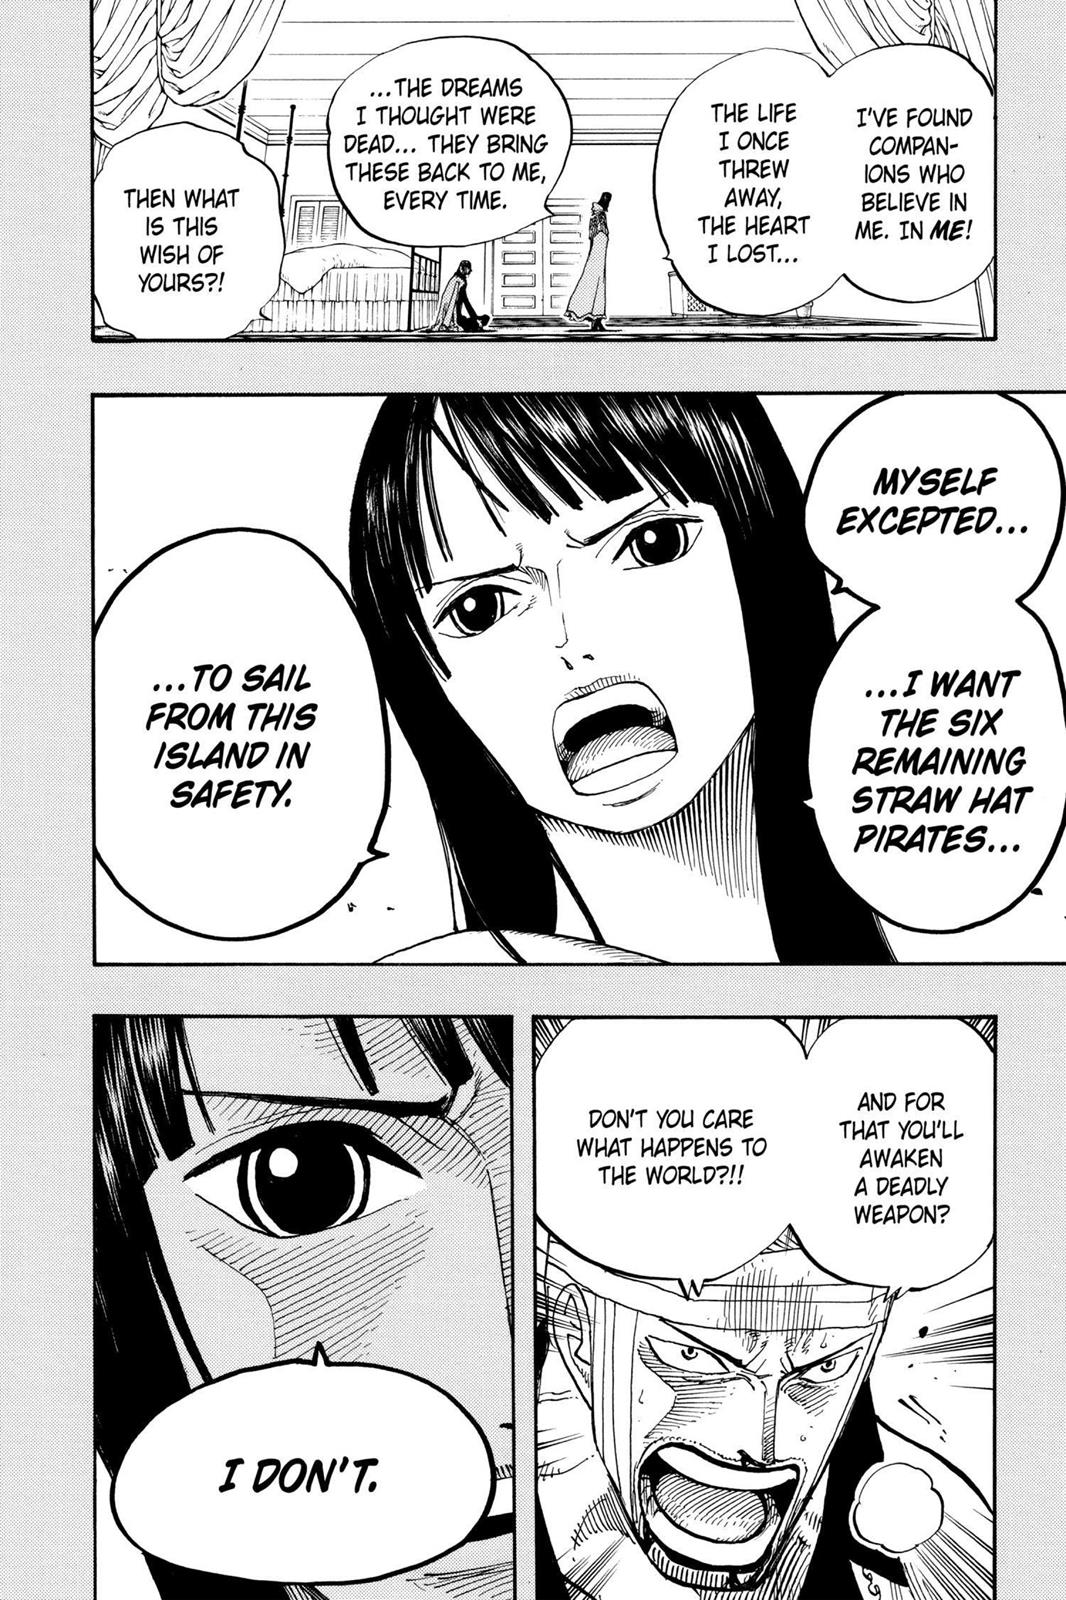 I'VE FOUND
COMPAN-
IONS WHO
BELIEVE IN
ME. IN ME!
THE LIFE
I ONCE
THREW
AWAY,
THE HEART
I LOST...
...THE DREAMS
I THOUGHT WERE
DEAD... THEY BRING
THESE BACK TO ME,
EVERY TIME.
THEN WHAT
IS THIS
WISH OF
YOURS?!
MYSELF
EXCEPTED...
...I WANT
THE SIX
REMAINING
STRAW HAT
PIRATES...
...TO SAIL
FROM THIS
ISLAND IN
SAFETY.
AND FOR
THAT YOU'LL
AWAKEN
A DEADLY
WEAPON?
DON'T YOU CARE
WHAT HAPPENS TO
THE WORLD?!!
I DON'T.